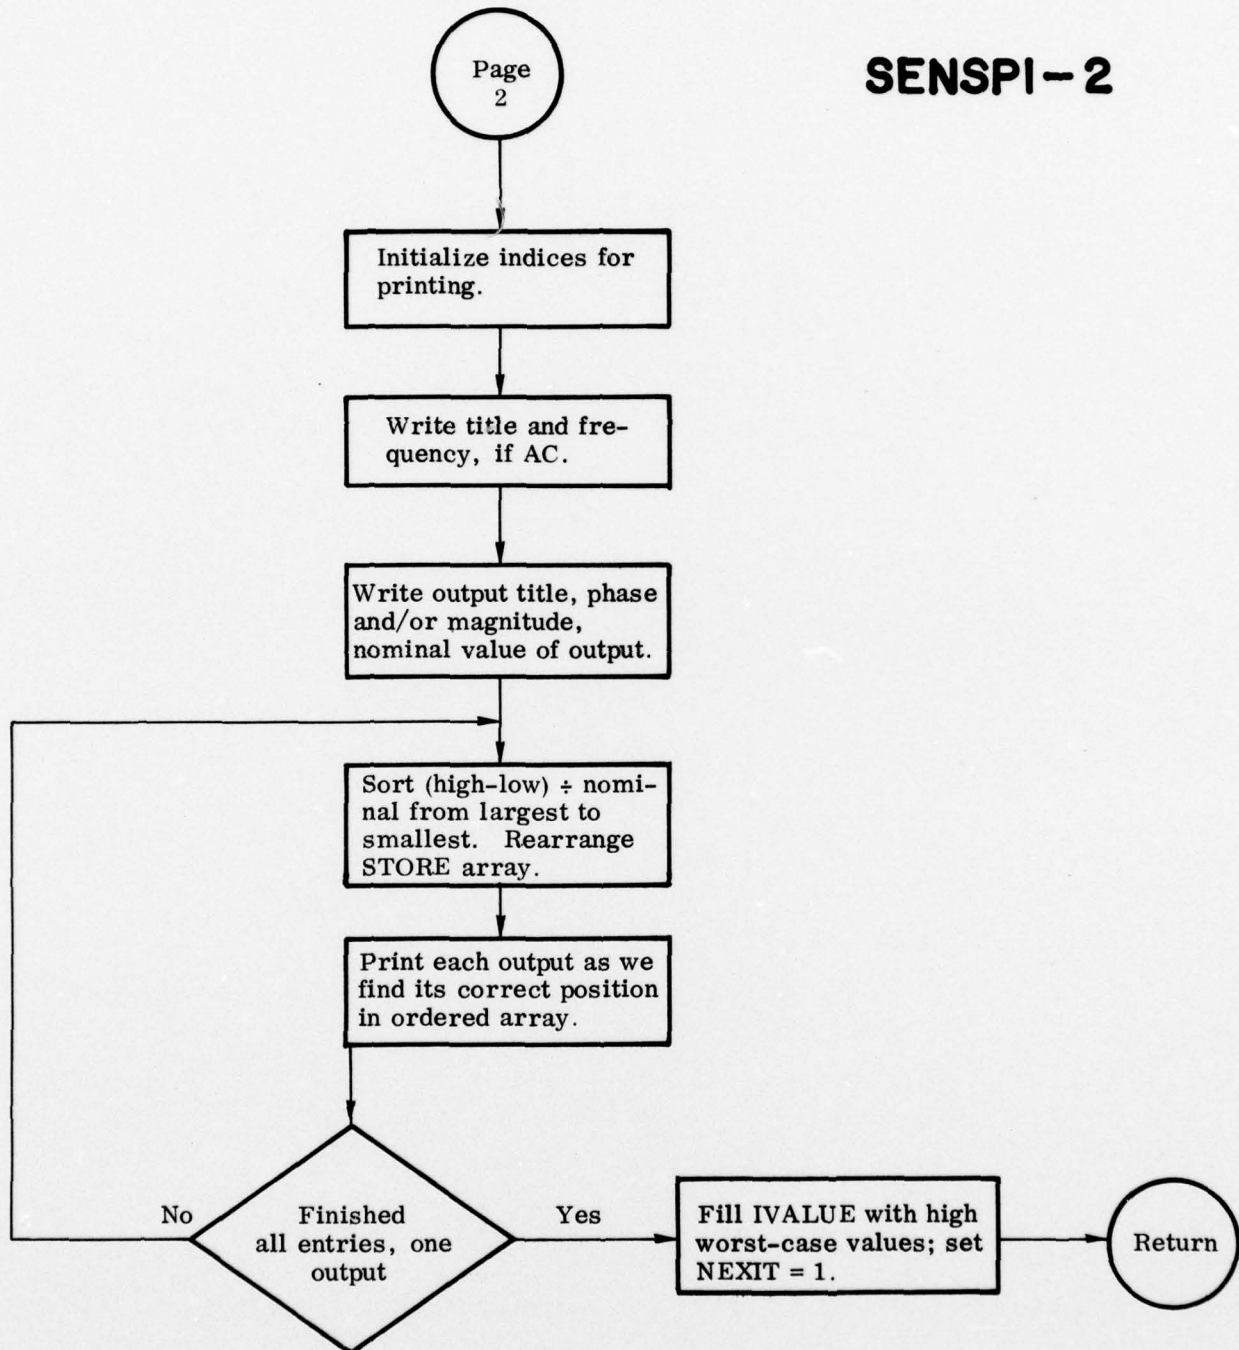 SENSPI-2
Page
2
Initialize indices for
printing.
Write title and fre-
quency, if AC.
Write output title, phase
and/or magnitude,
nominal value of output.
Sort (high-low) ÷ nomi-
nal from largest to
smallest. Rearrange
STORE array.
Print each output as we
find its correct position
in ordered array.
No
Finished
all entries, one
output
Yes
Fill IVALUE with high
worst-case values; set
NEXIT = 1.
Return